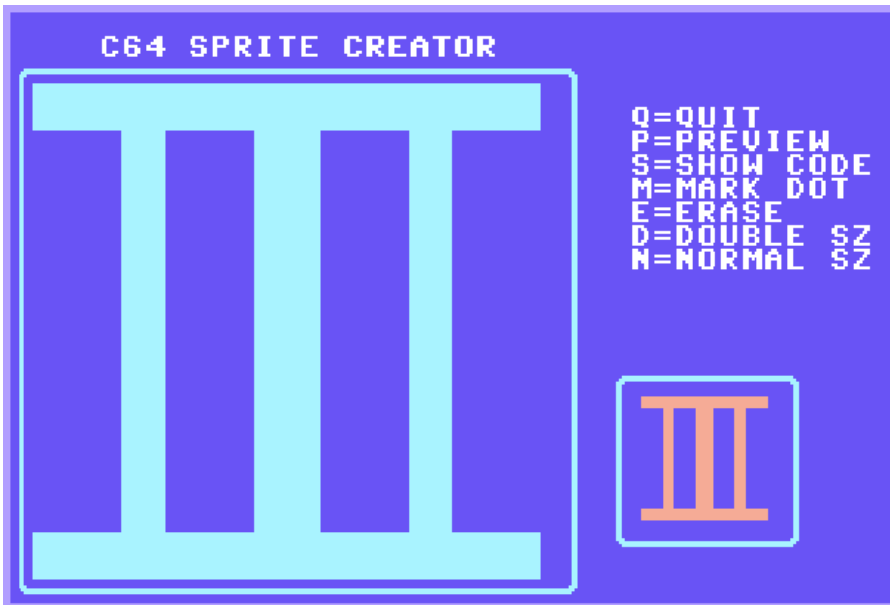 C64 SPRITE CREATOR
Q=QUIT
P=PREVIEW
S=SHOW CODE
M=MARK DOT
E=ERASE
D=DOUBLE SZ
N=NORMAL SZ